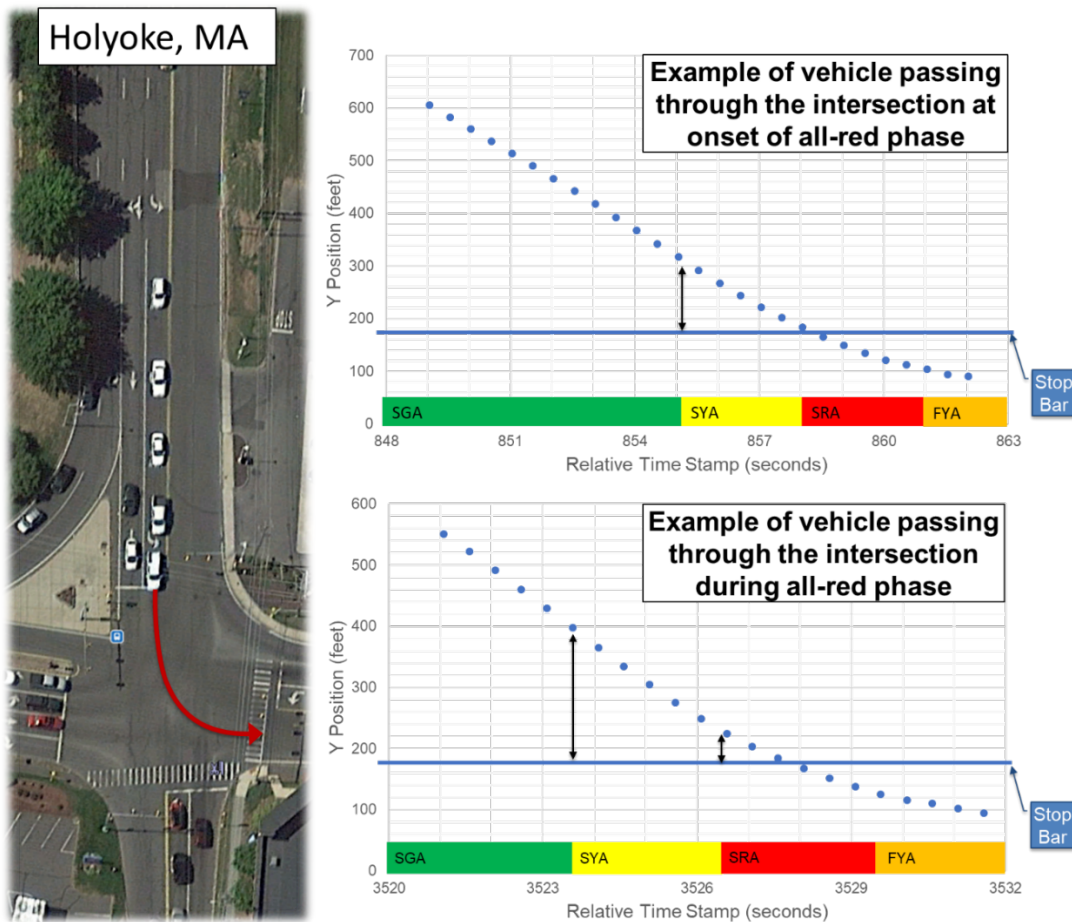 Holyoke, MA
Example of vehicle passing
through the intersection at
onset of all-red phase
Y Position (feet)
700
600
500
400
300
200
100
0
SGA
SYA
SRA
FYA
848
851
854
857
860
863
Relative Time Stamp (seconds)
Stop
Bar
Example of vehicle passing
through the intersection
during all-red phase
Y Position (feet)
600
500
400
300
200
100
0
SGA
SYA
SRA
FYA
3520
3523
3526
3529
3532
Relative Time Stamp (seconds)
Stop
Bar
STOP